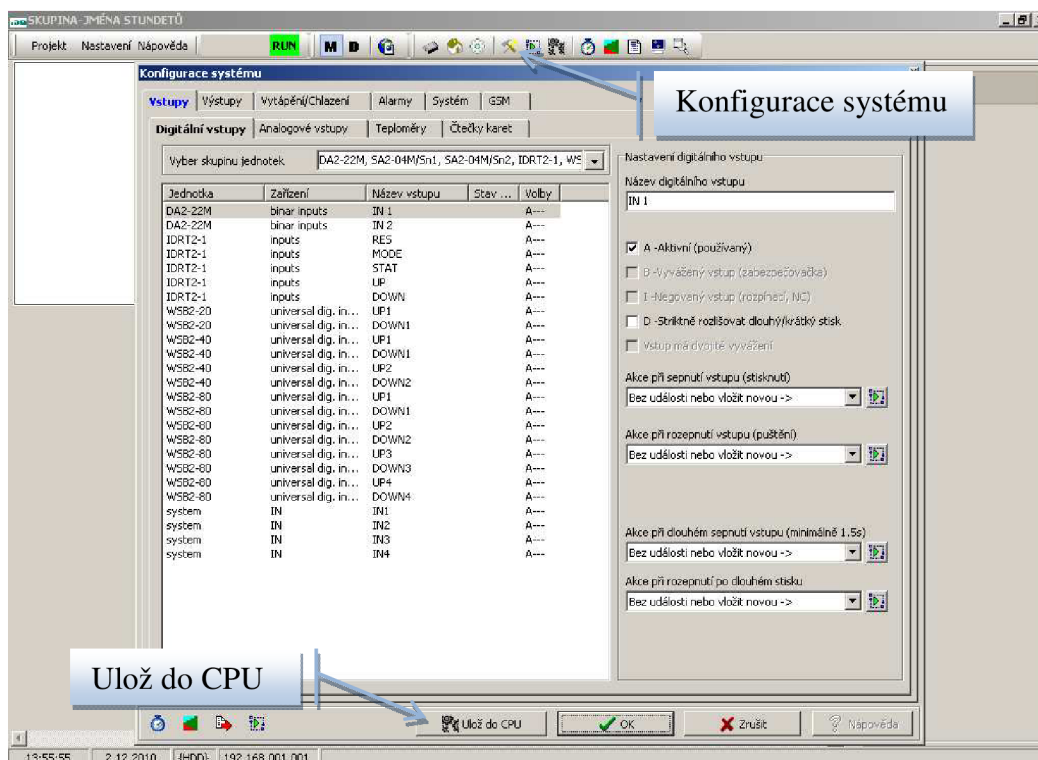 SKUPINA-JMÉNA STUNDETŮ
Projekt Nastavení Nápověda RUN M D
Konfigurace systému
Konfigurace systému
Vstupy Výstupy Vytápění/Chlazení Alarmy Systém GSM
Digitální vstupy Analogové vstupy Teploměry Čtečky karet
Vyber skupinu jednotek DA2-22M, SA2-04M/Sn1, SA2-04M/Sn2, IDRT2-1, WS
Jednotka Zařízení Název vstupu Stav ... Volby
DA2-22M binar inputs IN 1 A---
DA2-22M binar inputs IN 2 A---
IDRT2-1 inputs RES A---
IDRT2-1 inputs MODE A---
IDRT2-1 inputs STAT A---
IDRT2-1 inputs UP A---
IDRT2-1 inputs DOWN A---
WSB2-20 universal dig. in... UP1 A---
WSB2-20 universal dig. in... DOWN1 A---
WSB2-40 universal dig. in... UP1 A---
WSB2-40 universal dig. in... DOWN1 A---
WSB2-40 universal dig. in... UP2 A---
WSB2-40 universal dig. in... DOWN2 A---
WSB2-80 universal dig. in... UP1 A---
WSB2-80 universal dig. in... DOWN1 A---
WSB2-80 universal dig. in... UP2 A---
WSB2-80 universal dig. in... DOWN2 A---
WSB2-80 universal dig. in... UP3 A---
WSB2-80 universal dig. in... DOWN3 A---
WSB2-80 universal dig. in... UP4 A---
WSB2-80 universal dig. in... DOWN4 A---
system IN IN1 A---
system IN IN2 A---
system IN IN3 A---
system IN IN4 A---
Nastavení digitálního vstupu
Název digitálního vstupu
IN 1
A -Aktivní (používaný)
B -Vyvážený vstup (zabezpečovačka)
I -Negovaný vstup (rozpínací, NC)
D -Striktně rozlišovat dlouhý/krátký stisk
Vstup má dvojité vyvážení
Akce při sepnutí vstupu (stisknutí)
Bez události nebo vložit novou ->
Akce při rozepnutí vstupu (puštění)
Bez události nebo vložit novou ->
Akce při dlouhém sepnutí vstupu (minimálně 1.5s)
Bez události nebo vložit novou ->
Akce při rozepnutí po dlouhém stisku
Bez události nebo vložit novou ->
Ulož do CPU
Ulož do CPU OK Zrušit Nápověda
13:55:55 2.12.2010 {HDD} 192.168.001.001